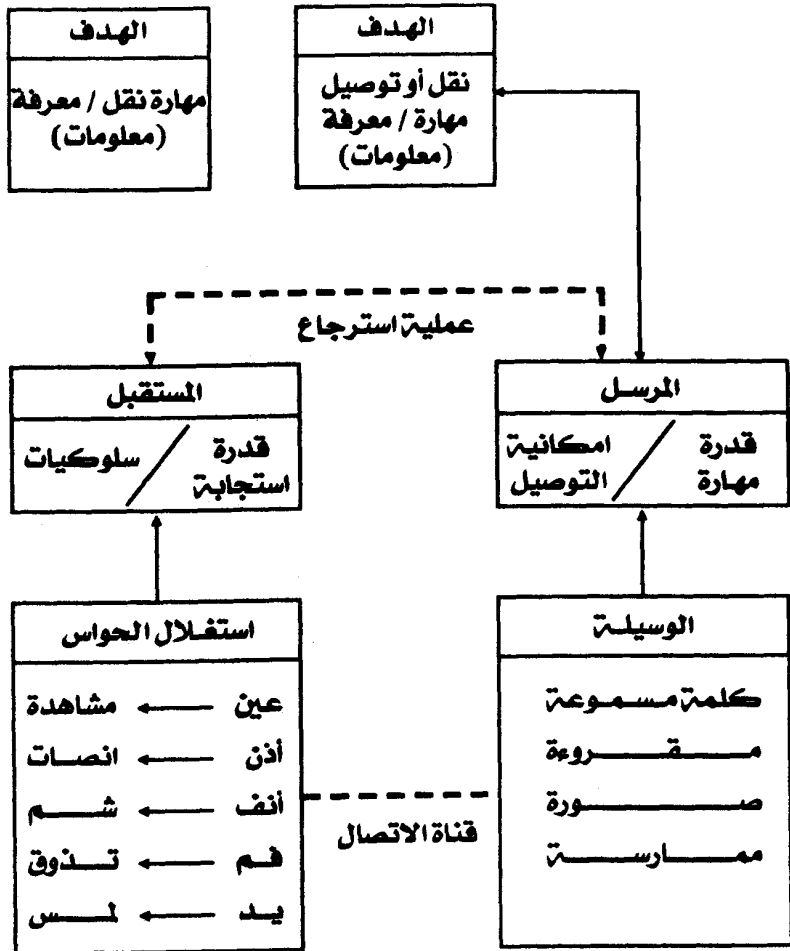 الهدف
نقل أو توصيل
مهارة / معرفة
(معلومات)
الهدف
مهارة نقل / معرفة
(معلومات)
عملية استرجاع
المرسل
قدرة / امكانية
مهارة التوصيل
المستقبل
قدرة / سلوكيات
استجابة
الوسيلة
كلمة مسموعة
مقروءة
صورة
ممارسة
قناة الاتصال
استغلال الحواس
عين ← مشاهدة
أذن ← انصات
أنف ← شم
فم ← تذوق
يد ← لمس